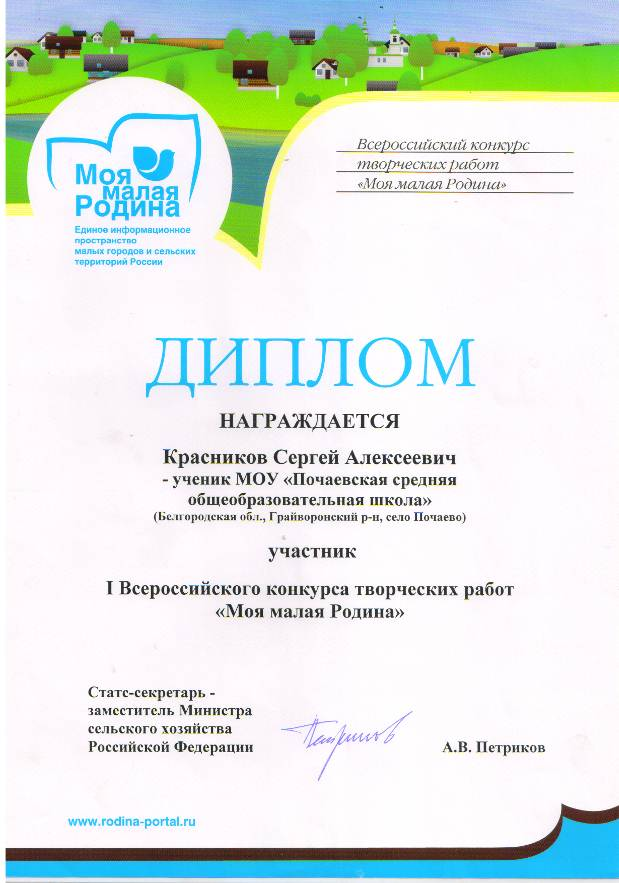 Всероссийский конкурс
творческих работ
«Моя малая Родина»
Моя
малая
Родина
Единое информационное
пространство
малых городов и сельских
территорий России
ДИПЛОМ
НАГРАЖДАЕТСЯ
Красников Сергей Алексеевич
- ученик МОУ «Почаевская средняя
общеобразовательная школа»
(Белгородская обл., Грайворонский р-н, село Почаево)
участник
I Всероссийского конкурса творческих работ
«Моя малая Родина»
Статс-секретарь -
заместитель Министра
сельского хозяйства
Российской Федерации
А.В. Петриков
www.rodina-portal.ru